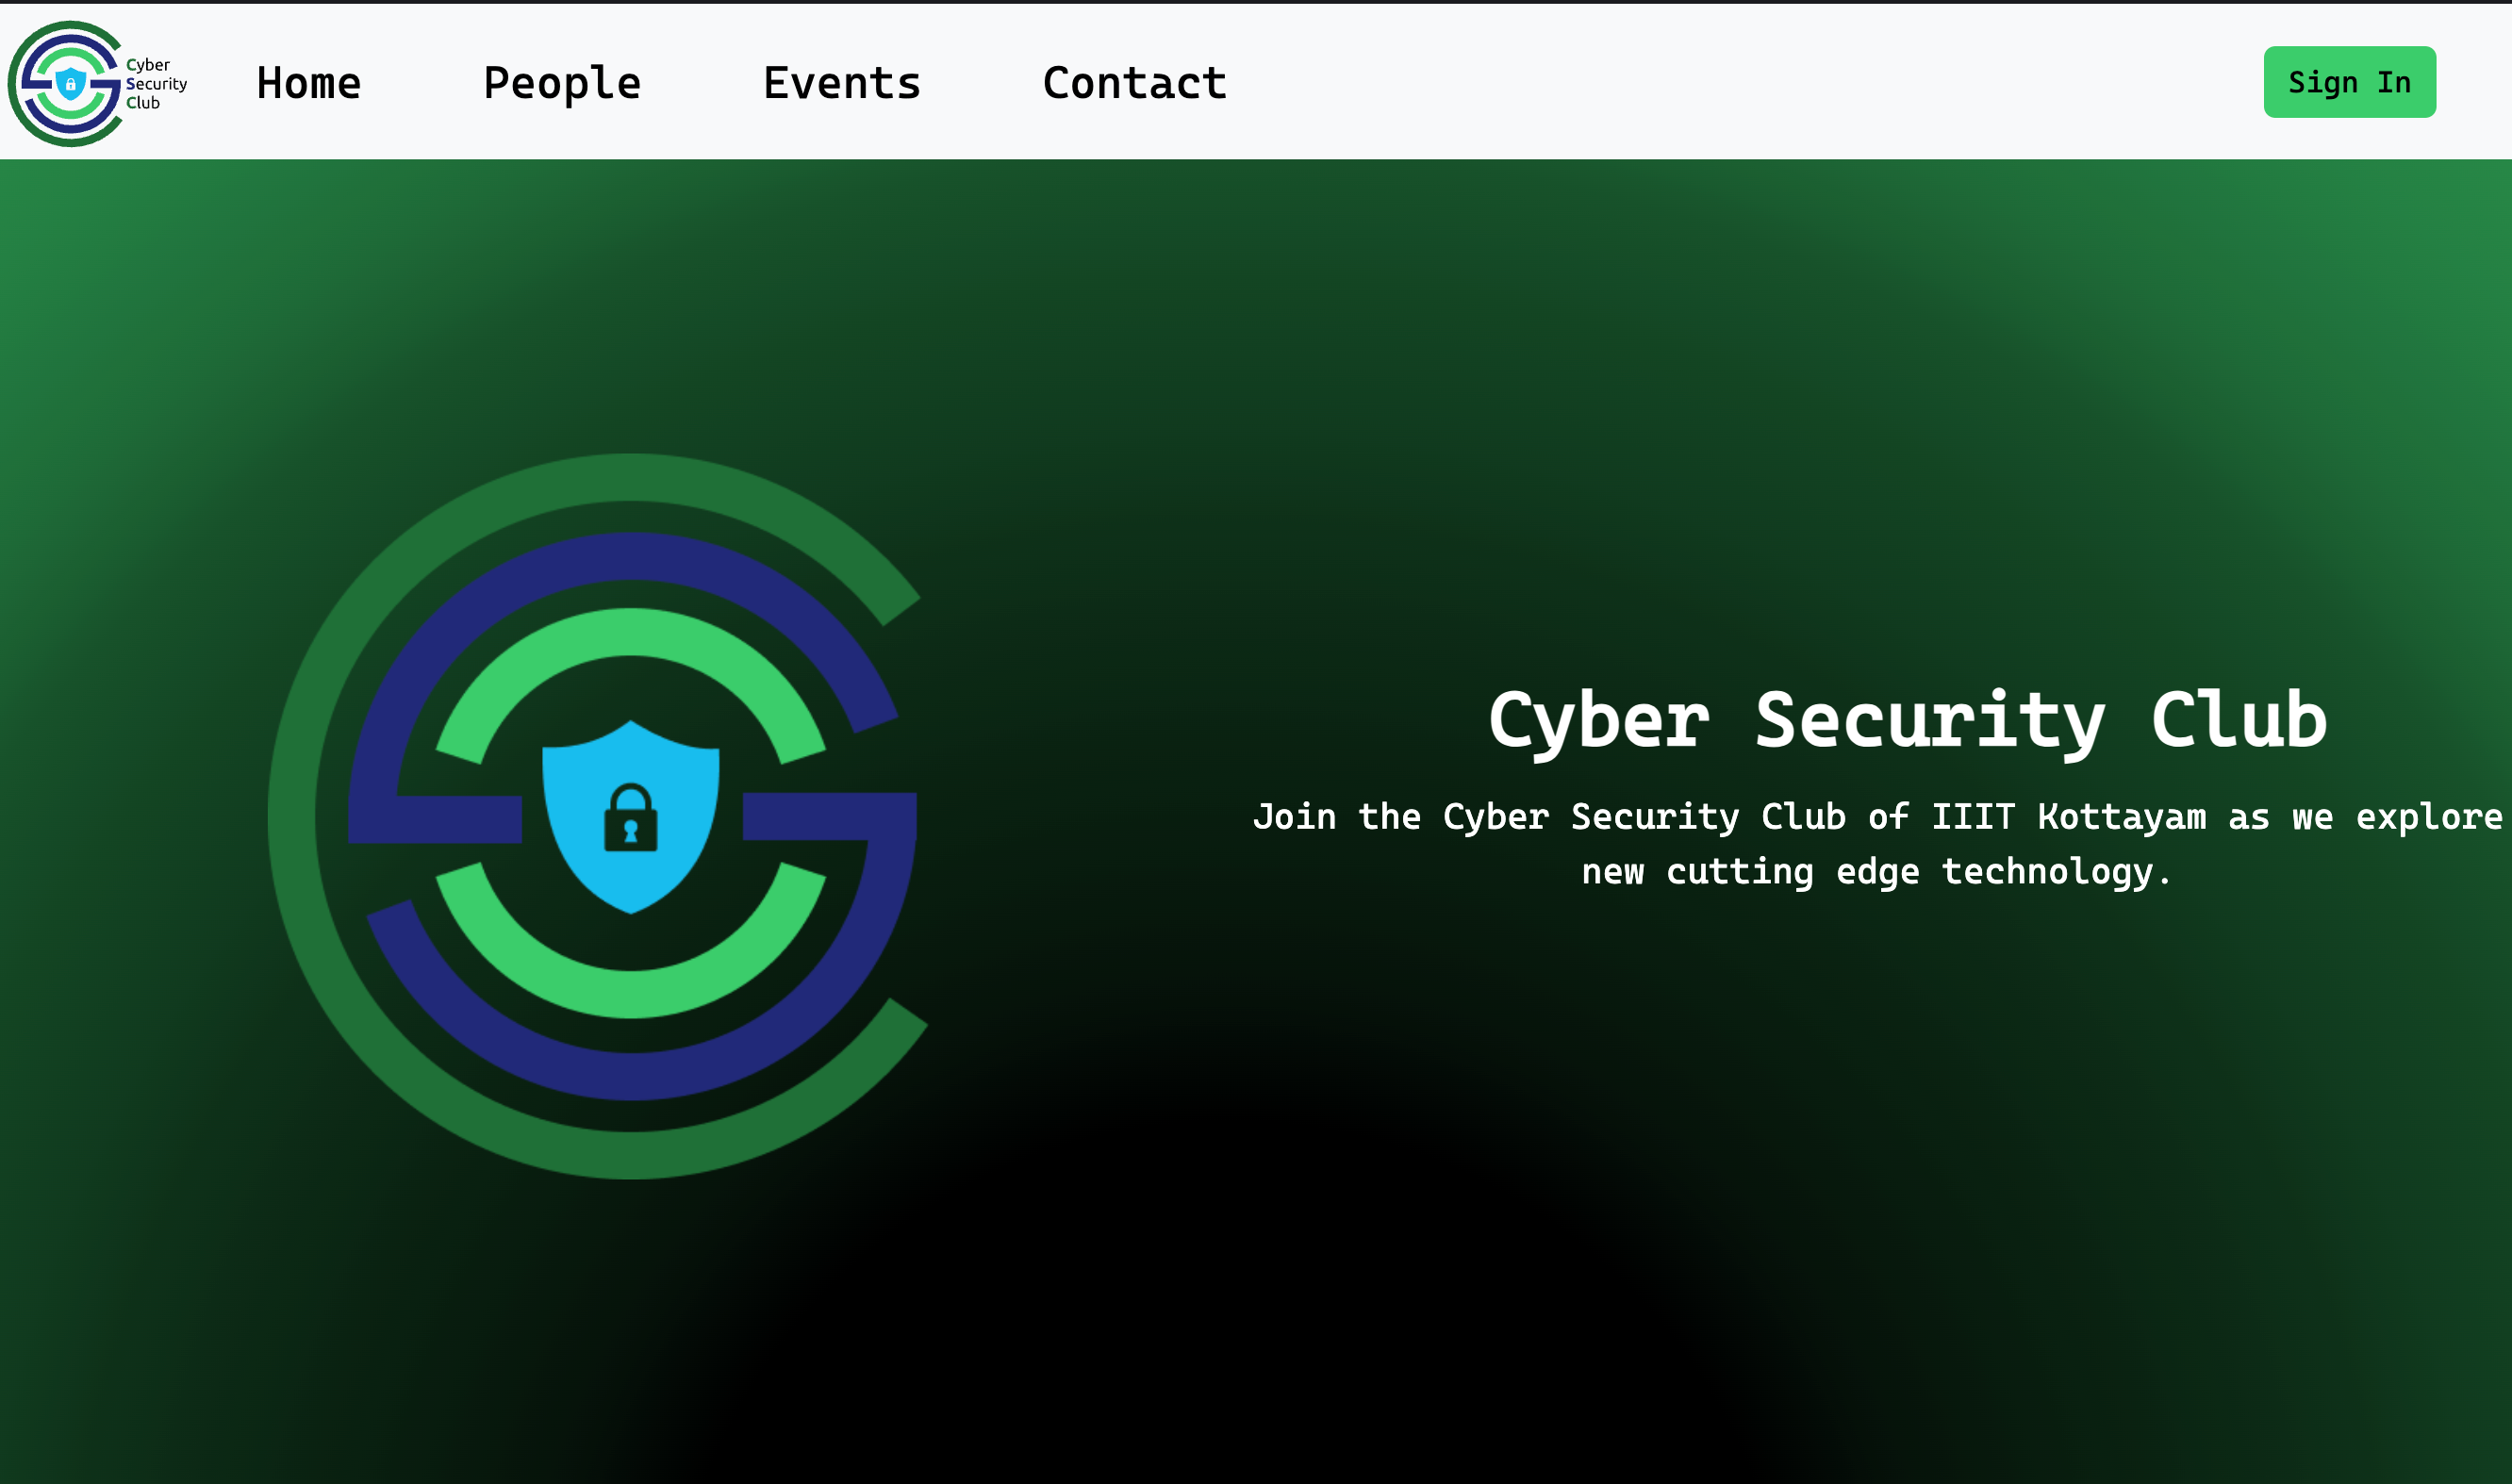 Cyber
Security
Club
Home People Events Contact Sign In
Cyber Security Club
Join the Cyber Security Club of IIIT Kottayam as we explore
new cutting edge technology.